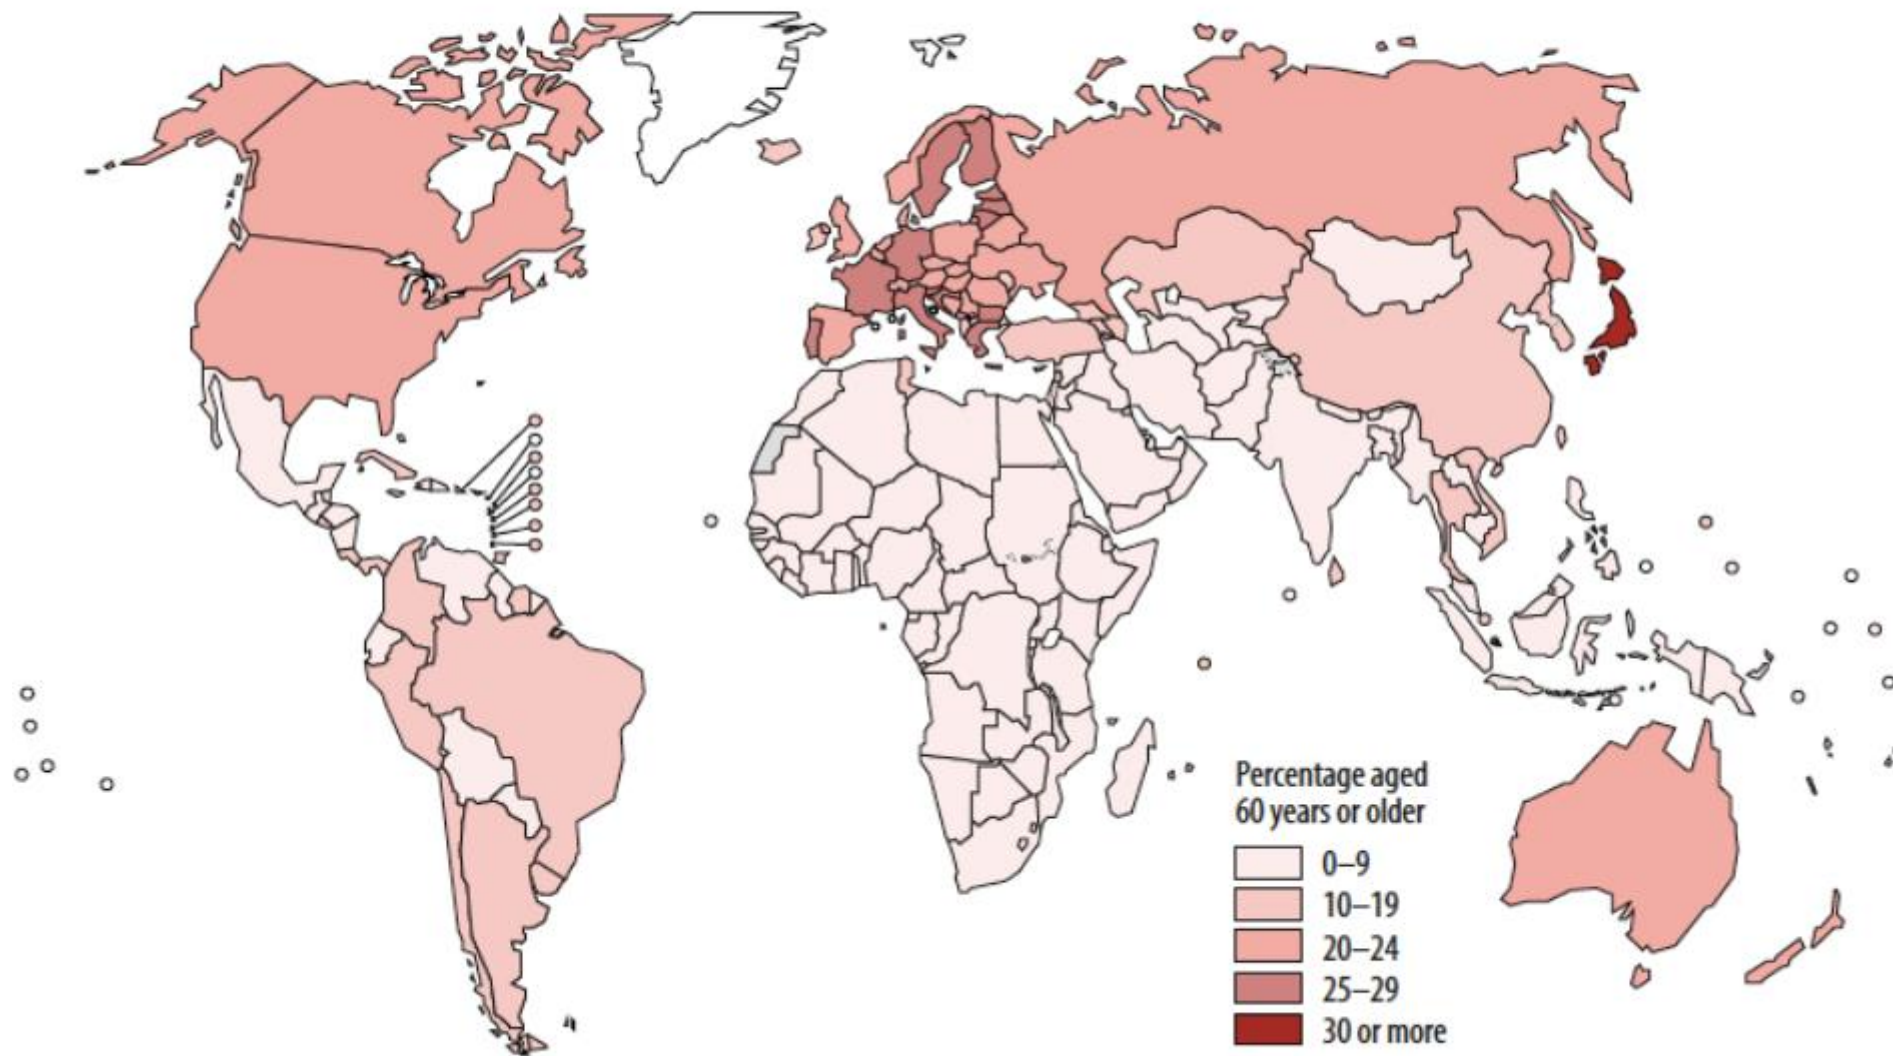 Percentage aged
60 years or older
0–9
10–19
20–24
25–29
30 or more